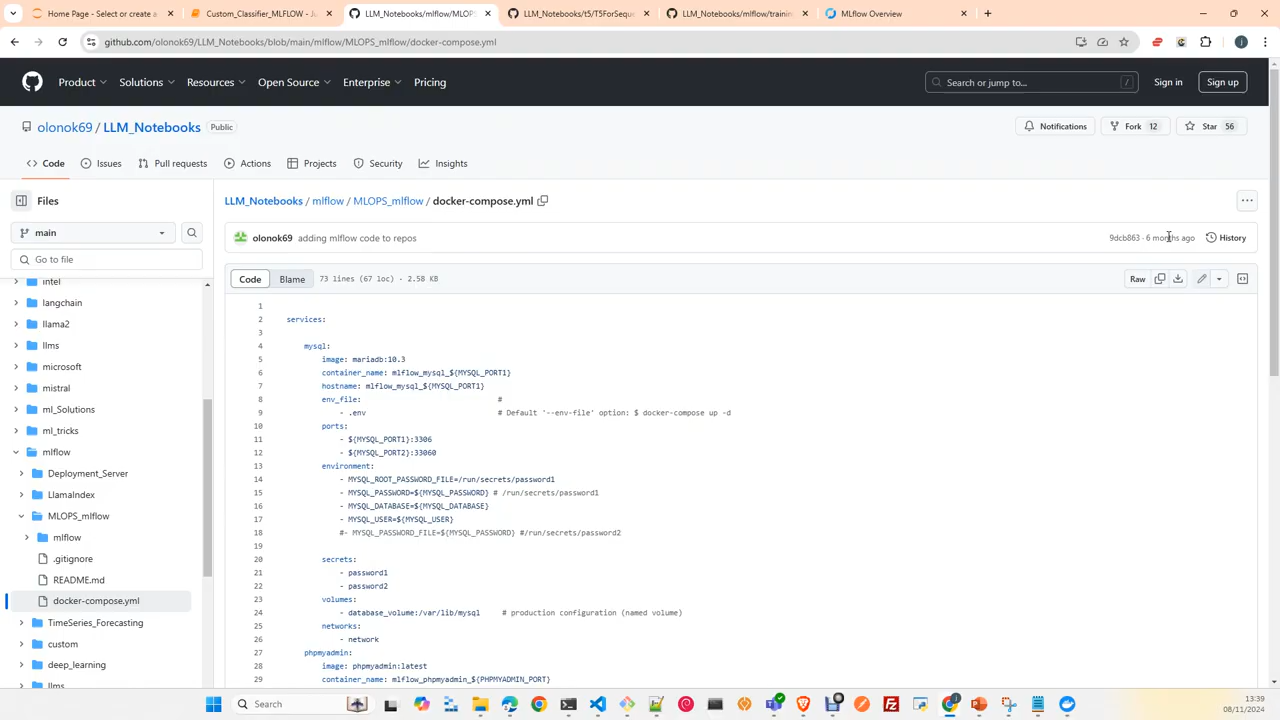 Home Page - Select or create a
Custom_Classifier_MLFLOW - Ju
LLM_Notebooks/mlflow/MLOPS
LLM_Notebooks/t5/T5ForSequ
LLM_Notebooks/mlflow/training
MLflow Overview
github.com/olonok69/LLM_Notebooks/blob/main/mlflow/MLOPS_mlflow/docker-compose.yml
Product
Solutions
Resources
Open Source
Enterprise
Pricing
Search or jump to...
/
Sign in
Sign up
olonok69 / LLM_Notebooks
Public
Notifications
Fork 12
Star 56
Code
Issues
Pull requests
Actions
Projects
Security
Insights
Files
main
Go to file
intel
langchain
llama2
llms
microsoft
mistral
ml_Solutions
ml_tricks
mlflow
Deployment_Server
LlamaIndex
MLOPS_mlflow
mlflow
.gitignore
README.md
docker-compose.yml
TimeSeries_Forecasting
custom
deep_learning
llms
LLM_Notebooks / mlflow / MLOPS_mlflow / docker-compose.yml
olonok69 adding mlflow code to repos
9dcb863 · 6 months ago
History
Code
Blame
73 lines (67 loc) · 2.58 KB
Raw
1
2 services:
3
4 mysql:
5 image: mariadb:10.3
6 container_name: mlflow_mysql_${MYSQL_PORT1}
7 hostname: mlflow_mysql_${MYSQL_PORT1}
8 env_file: #
9 - .env # Default '--env-file' option: $ docker-compose up -d
10 ports:
11 - ${MYSQL_PORT1}:3306
12 - ${MYSQL_PORT2}:33060
13 environment:
14 - MYSQL_ROOT_PASSWORD_FILE=/run/secrets/password1
15 - MYSQL_PASSWORD=${MYSQL_PASSWORD} # /run/secrets/password1
16 - MYSQL_DATABASE=${MYSQL_DATABASE}
17 - MYSQL_USER=${MYSQL_USER}
18 #- MYSQL_PASSWORD_FILE=${MYSQL_PASSWORD} #/run/secrets/password2
19
20 secrets:
21 - password1
22 - password2
23 volumes:
24 - database_volume:/var/lib/mysql # production configuration (named volume)
25 networks:
26 - network
27 phpmyadmin:
28 image: phpmyadmin:latest
29 container_name: mlflow_phpmyadmin_${PHPMYADMIN_PORT}
Search
13:39
08/11/2024